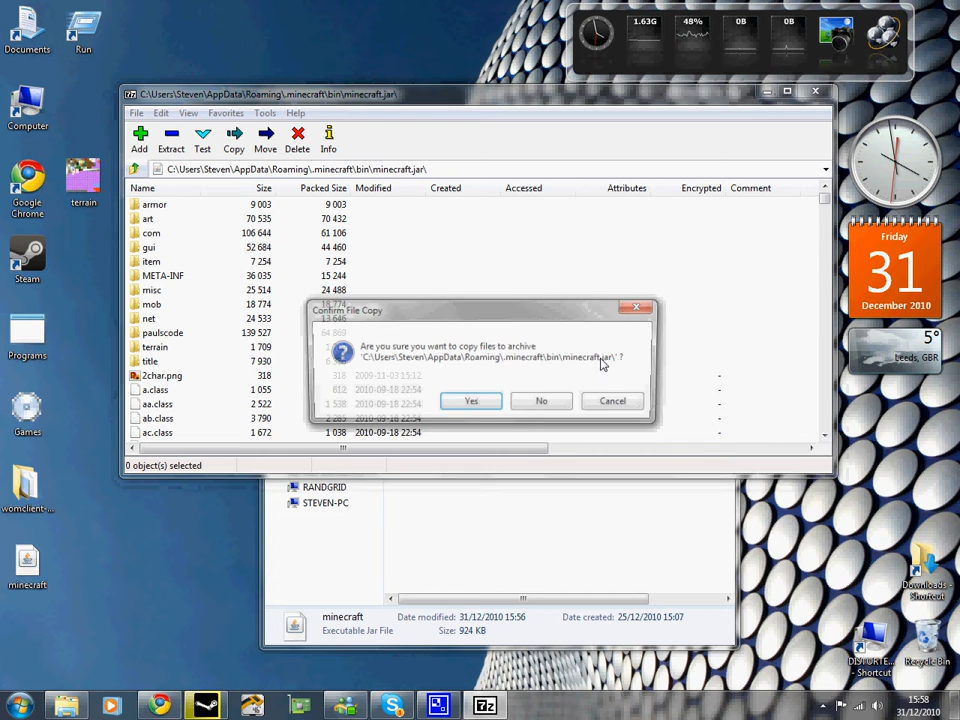 Documents
Run
1.63G
48%
0B
0B
C:\Users\Steven\AppData\Roaming\.minecraft\bin\minecraft.jar\
File Edit View Favorites Tools Help
Add Extract Test Copy Move Delete Info
C:\Users\Steven\AppData\Roaming\.minecraft\bin\minecraft.jar\
Name Size Packed Size Modified Created Accessed Attributes Encrypted Comment
armor 9 003 9 003
art 70 535 70 432
com 106 644 61 106
gui 52 684 44 460
item 7 254 7 254
META-INF 36 035 15 244
misc 25 514 24 488
mob 18 774 18 774
net 24 533 13 646
paulscode 139 527 64 869
terrain 1 709
title 7 930
2char.png 318 318 2009-11-03 15:12 -
a.class 1 055 612 2010-09-18 22:54 -
aa.class 2 900 1 538 2010-09-18 22:54 -
ab.class 3 790 2 285 2010-09-18 22:54 -
ac.class 1 672 1 038 2010-09-18 22:54 -
0 object(s) selected
Confirm File Copy
Are you sure you want to copy files to archive
'C:\Users\Steven\AppData\Roaming\.minecraft\bin\minecraft.jar\' ?
Yes No Cancel
RANDGRID
STEVEN-PC
minecraft Date modified: 31/12/2010 15:56 Date created: 25/12/2010 15:07
Executable Jar File Size: 924 KB
Computer
Google
Chrome
terrain
Steam
Programs
Games
womclient-...
minecraft
Friday
31
December 2010
5°
Leeds, GBR
Downloads -
Shortcut
DISTORTE...
- Shortcut
Recycle Bin
7z
15:58
31/12/2010